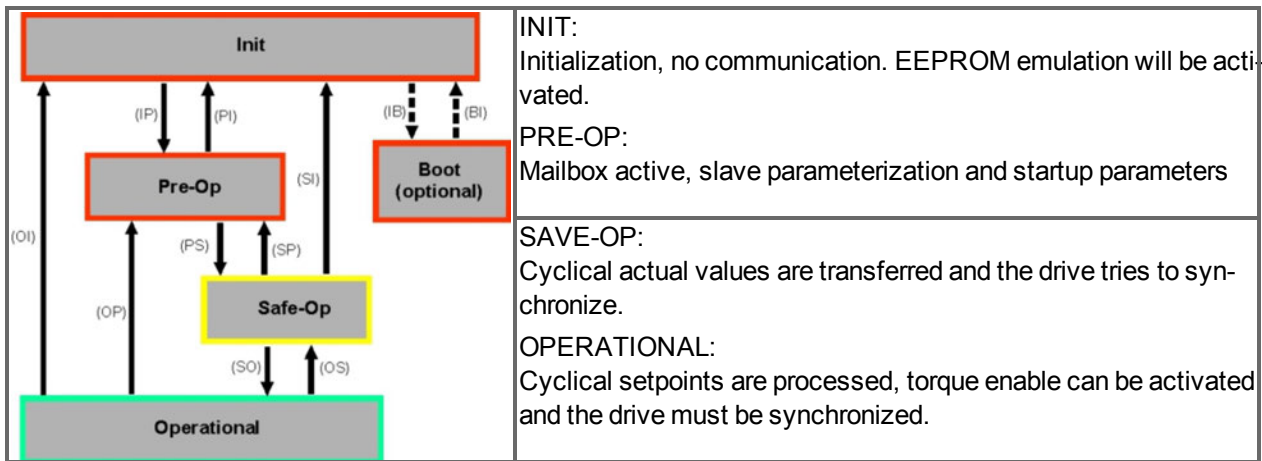 Init
(IP)
(PI)
(IB)
(BI)
Pre-Op
(SI)
Boot
(optional)
(OI)
(PS)
(SP)
(OP)
Safe-Op
(SO)
(OS)
Operational
INIT:
Initialization, no communication. EEPROM emulation will be acti-
vated.
PRE-OP:
Mailbox active, slave parameterization and startup parameters
SAVE-OP:
Cyclical actual values are transferred and the drive tries to syn-
chronize.
OPERATIONAL:
Cyclical setpoints are processed, torque enable can be activated
and the drive must be synchronized.